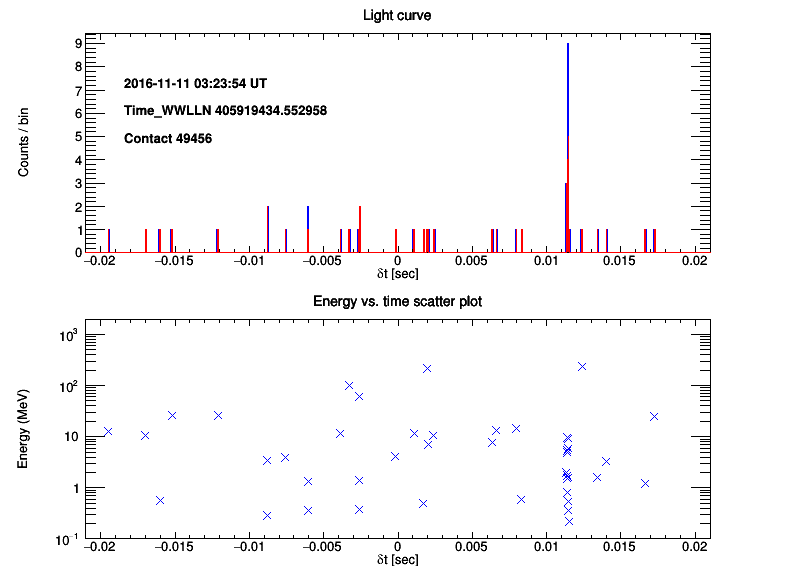 Light curve
Counts / bin
9
8
7
6
5
4
3
2
1
0
2016-11-11 03:23:54 UT
Time_WWLLN 405919434.552958
Contact 49456
−0.02 −0.015 −0.01 −0.005 0 0.005 0.01 0.015 0.02
δt [sec]
Energy vs. time scatter plot
Energy (MeV)
10³
10²
10
1
10⁻¹
−0.02 −0.015 −0.01 −0.005 0 0.005 0.01 0.015 0.02
δt [sec]